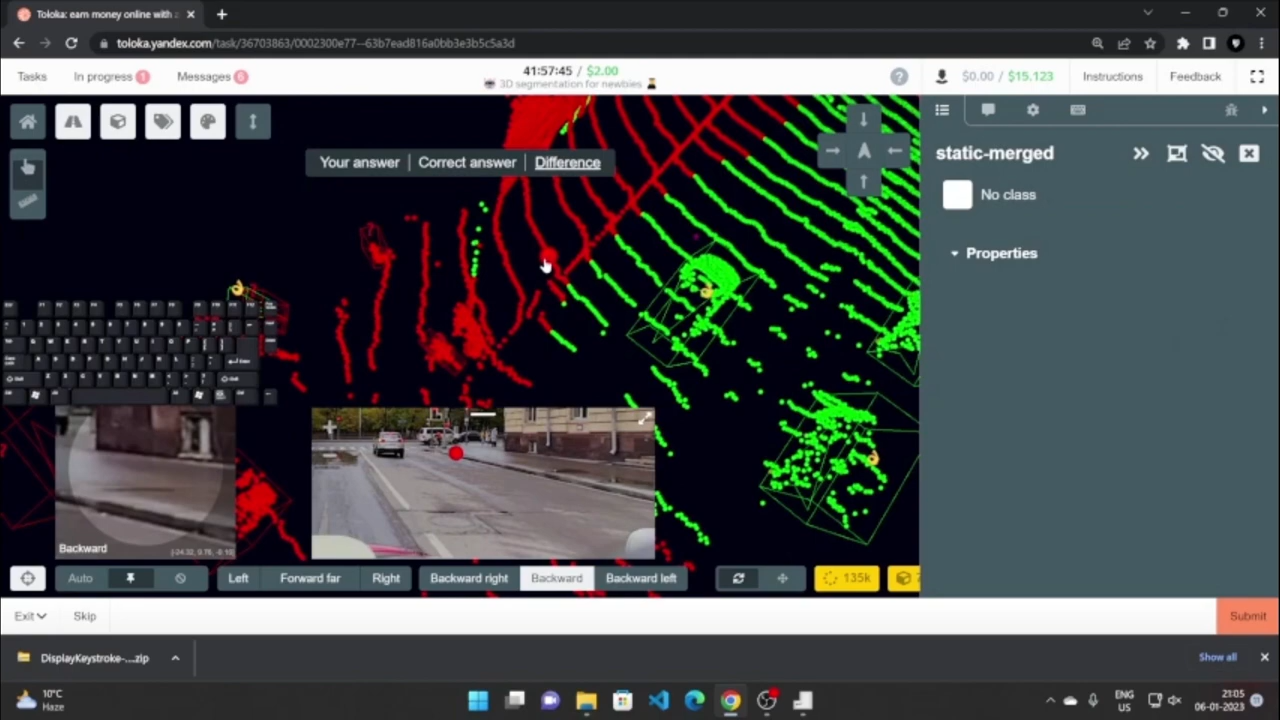 Toloka: earn money online with a
toloka.yandex.com/task/36703863/0002300e77--63b7ead816a0bb3e3b5c5a3d
Tasks
In progress 1
Messages 6
41:57:45 / $2.00
3D segmentation for newbies
$0.00 / $15.123
Instructions
Feedback
Your answer | Correct answer | Difference
static-merged
No class
Properties
Backward
Auto
Left
Forward far
Right
Backward right
Backward
Backward left
135k
Exit
Skip
Submit
DisplayKeystroke-....zip
Show all
10°C
Haze
ENG
US
21:05
06-01-2023